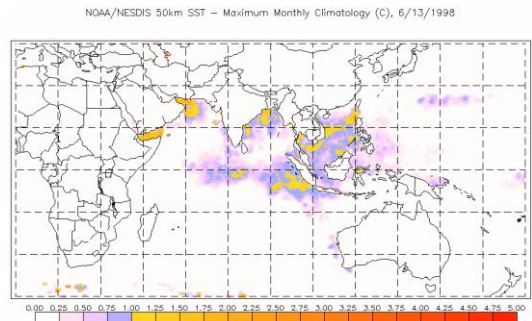 NOAA/NESDIS 50km SST – Maximum Monthly Climatology (C), 6/13/1998
0.00 0.25 0.50 0.75 1.00 1.25 1.50 1.75 2.00 2.25 2.50 2.75 3.00 3.25 3.50 3.75 4.00 4.25 4.50 4.75 5.00